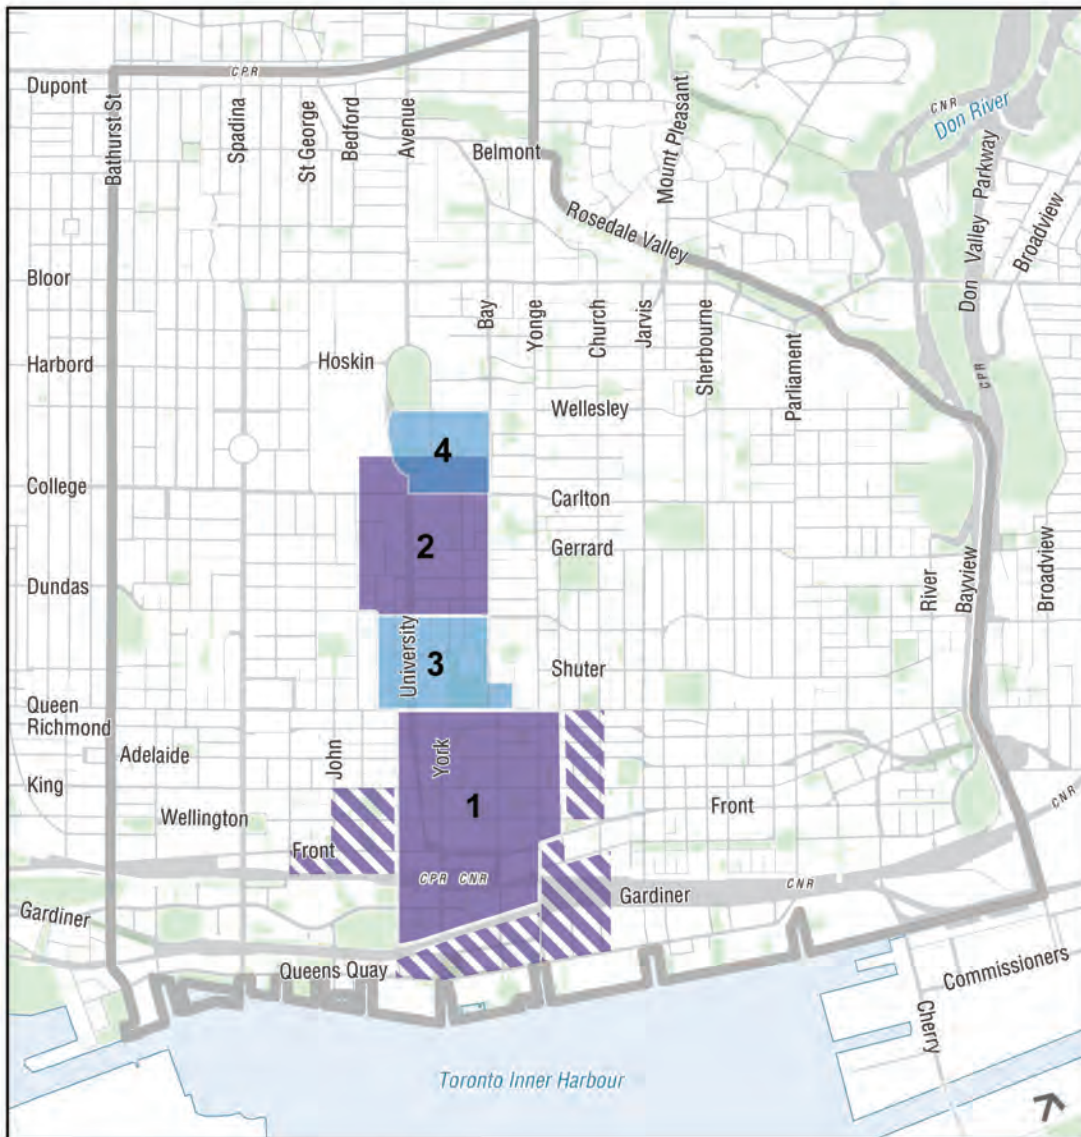 Dupont
CPR
Bathurst St
Spadina
St George
Bedford
Avenue
Belmont
Mount Pleasant
CNR
Don River
Don Valley Parkway
Broadview
Rosedale Valley
Bloor
Bay
Yonge
Church
Jarvis
Sherbourne
Parliament
CPR
Harbord
Hoskin
Wellesley
4
College
Carlton
2
Gerrard
Dundas
River
Bayview
Broadview
University
3
Shuter
Queen
Richmond
Adelaide
John
York
King
Wellington
1
Front
Front
CPR CNR
CNR
CNR
Gardiner
Gardiner
Queens Quay
Commissioners
Cherry
Toronto Inner Harbour